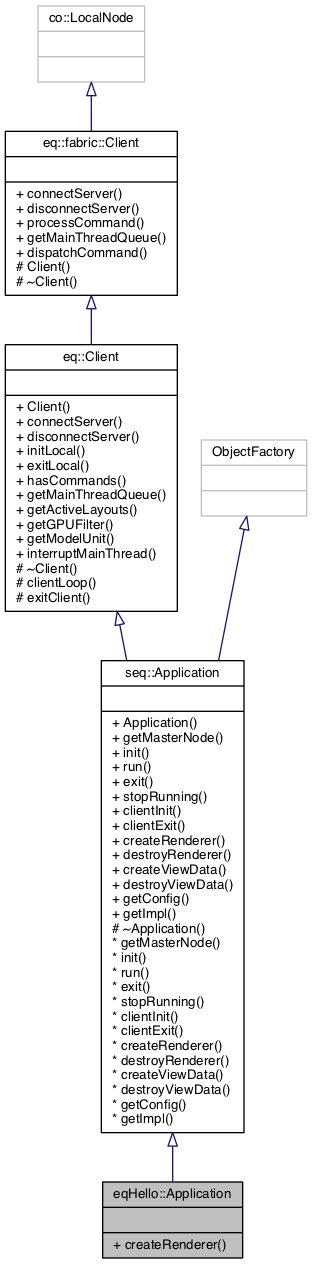 co::LocalNode
eq::fabric::Client
+ connectServer()
+ disconnectServer()
+ processCommand()
+ getMainThreadQueue()
+ dispatchCommand()
# Client()
# ~Client()
eq::Client
+ Client()
+ connectServer()
+ disconnectServer()
+ initLocal()
+ exitLocal()
+ hasCommands()
+ getMainThreadQueue()
+ getActiveLayouts()
+ getGPUFilter()
+ getModelUnit()
+ interruptMainThread()
# ~Client()
# clientLoop()
# exitClient()
ObjectFactory
seq::Application
+ Application()
+ getMasterNode()
+ init()
+ run()
+ exit()
+ stopRunning()
+ clientInit()
+ clientExit()
+ createRenderer()
+ destroyRenderer()
+ createViewData()
+ destroyViewData()
+ getConfig()
+ getImpl()
# ~Application()
* getMasterNode()
* init()
* run()
* exit()
* stopRunning()
* clientInit()
* clientExit()
* createRenderer()
* destroyRenderer()
* createViewData()
* destroyViewData()
* getConfig()
* getImpl()
eqHello::Application
+ createRenderer()